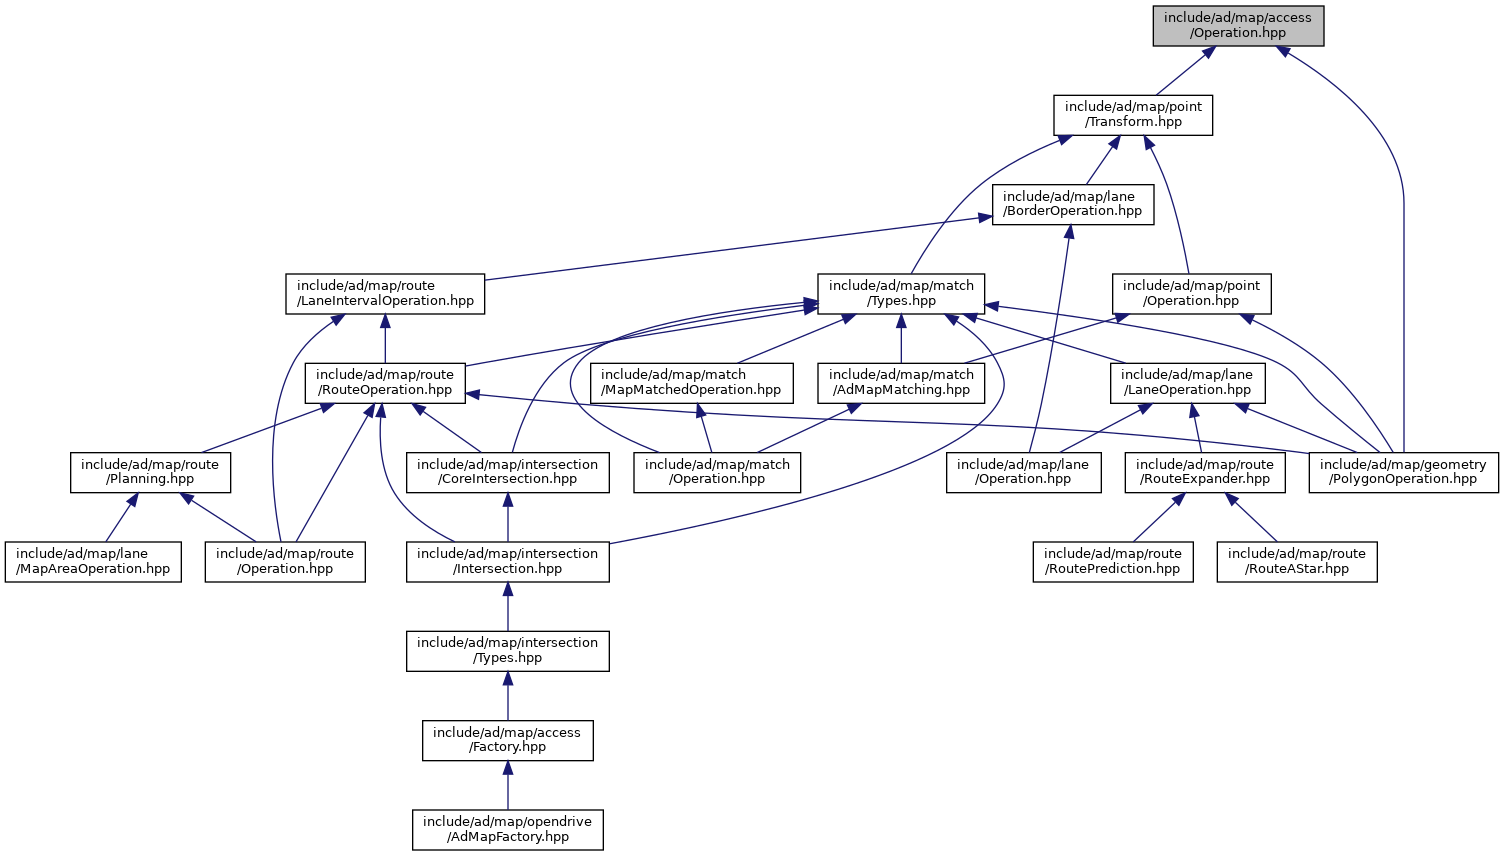 include/ad/map/access
/Operation.hpp
include/ad/map/point
/Transform.hpp
include/ad/map/lane
/BorderOperation.hpp
include/ad/map/route
/LaneIntervalOperation.hpp
include/ad/map/match
/Types.hpp
include/ad/map/point
/Operation.hpp
include/ad/map/route
/RouteOperation.hpp
include/ad/map/match
/MapMatchedOperation.hpp
include/ad/map/match
/AdMapMatching.hpp
include/ad/map/lane
/LaneOperation.hpp
include/ad/map/route
/Planning.hpp
include/ad/map/intersection
/CoreIntersection.hpp
include/ad/map/match
/Operation.hpp
include/ad/map/lane
/Operation.hpp
include/ad/map/route
/RouteExpander.hpp
include/ad/map/geometry
/PolygonOperation.hpp
include/ad/map/lane
/MapAreaOperation.hpp
include/ad/map/route
/Operation.hpp
include/ad/map/intersection
/Intersection.hpp
include/ad/map/route
/RoutePrediction.hpp
include/ad/map/route
/RouteAStar.hpp
include/ad/map/intersection
/Types.hpp
include/ad/map/access
/Factory.hpp
include/ad/map/opendrive
/AdMapFactory.hpp